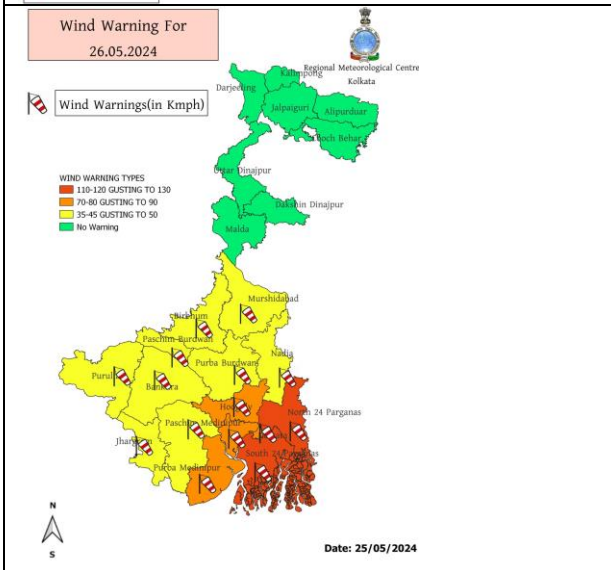 Wind Warning For
26.05.2024
Regional Meteorological Centre
Kolkata
Wind Warnings(in Kmph)
WIND WARNING TYPES
110-120 GUSTING TO 130
70-80 GUSTING TO 90
35-45 GUSTING TO 50
No Warning
Kalimpong
Darjeeling
Jalpaiguri
Alipurduar
Coch Behar
Uttar Dinajpur
Dakshin Dinajpur
Malda
Murshidabad
Birbhum
Paschim Burdwan
Nadia
Purba Burdwan
Purulia
Bankura
Hooghly
North 24 Parganas
Paschim Medinipur
Jhargram
South 24 Parganas
Purba Medinipur
N
S
Date: 25/05/2024